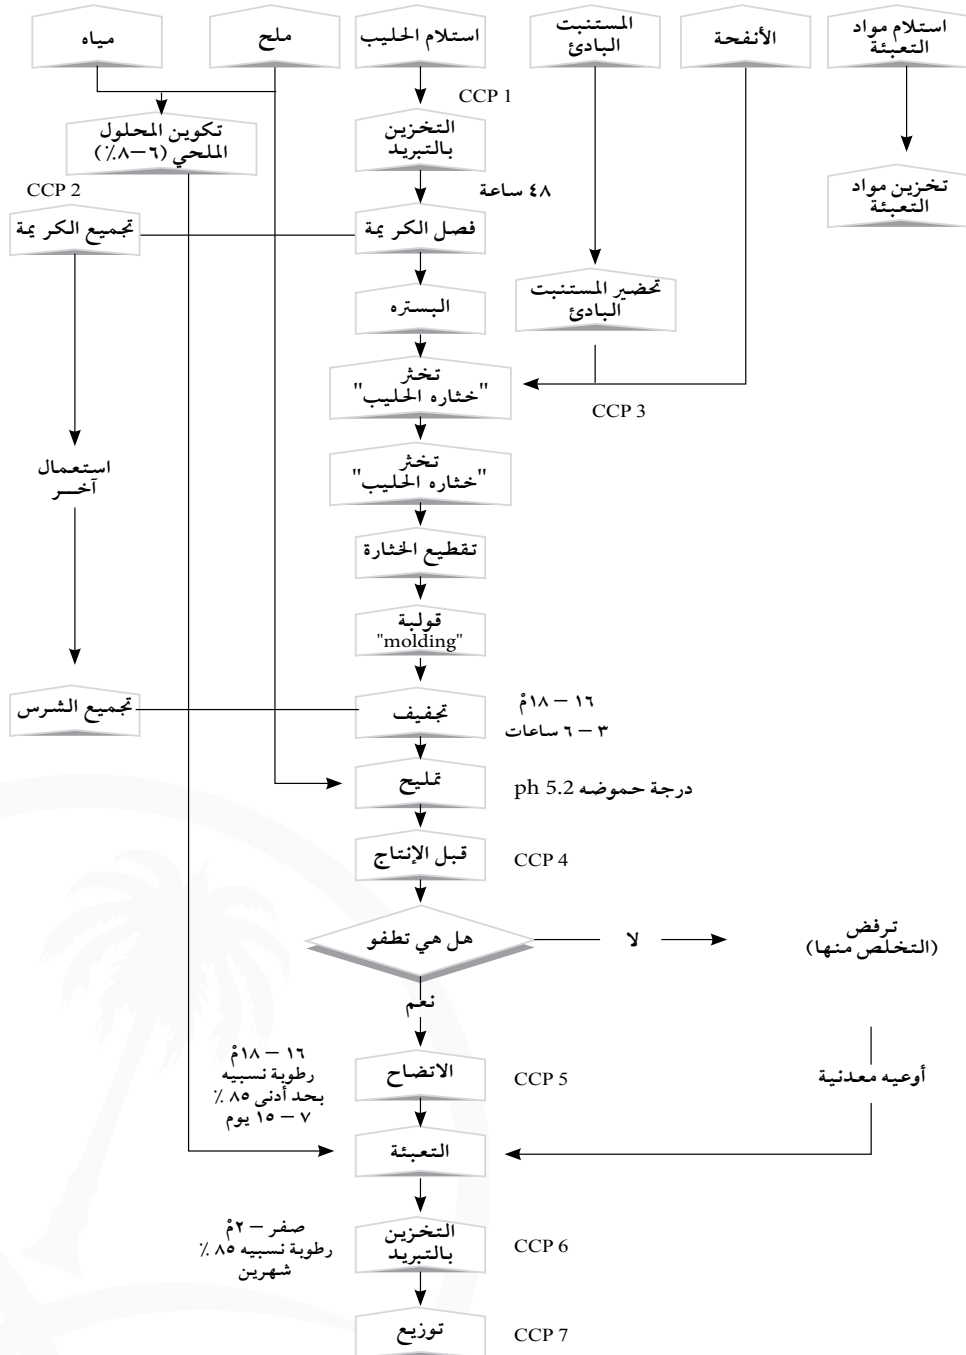 استلام مواد
التعبئة
الأنفحة
المستنبت
البادئ
استلام الحليب
ملح
مياه
CCP 1
التخزين
بالتبريد
تكوين المحلول
الملحي (٦–٨٪)
تخزين مواد
التعبئة
٤٨ ساعة
CCP 2
فصل الكريمة
تجميع الكريمة
تحضير المستنبت
البادئ
البستره
تخثر
"خثاره الحليب"
CCP 3
تخثر
"خثاره الحليب"
استعمال
آخـــر
تقطيع الخثارة
قولبة
"molding"
تجفيف
١٦ – ١٨مْ
٣ – ٦ ساعات
تجميع الشرس
تمليح
درجة حموضه ph 5.2
قبل الإنتاج
CCP 4
هل هي تطفو
لا
ترفض
(التخلص منها)
نعم
الاتضاح
CCP 5
١٦ – ١٨مْ
رطوبة نسبيه
بحد أدنى ٨٥ ٪
٧ – ١٥ يوم
أوعيه معدنية
التعبئة
التخزين
بالتبريد
CCP 6
صفر – ٢مْ
رطوبة نسبيه ٨٥ ٪
شهرين
توزيع
CCP 7